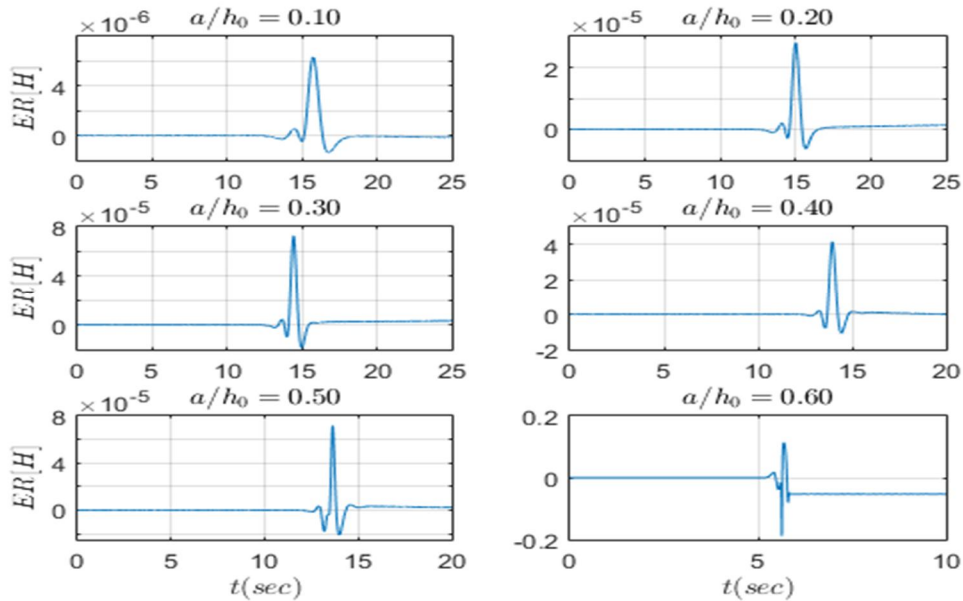 ×10^-6 a/h₀ = 0.10
×10^-5 a/h₀ = 0.20
ER[H]
4
0
2
0
0 5 10 15 20 25
0 5 10 15 20 25
×10^-5 a/h₀ = 0.30
×10^-5 a/h₀ = 0.40
ER[H]
8
4
0
4
2
0
-2
0 5 10 15 20 25
0 5 10 15 20
×10^-5 a/h₀ = 0.50
a/h₀ = 0.60
ER[H]
8
4
0
0.2
0
-0.2
0 5 10 15 20
0 5 10
t(sec)
t(sec)